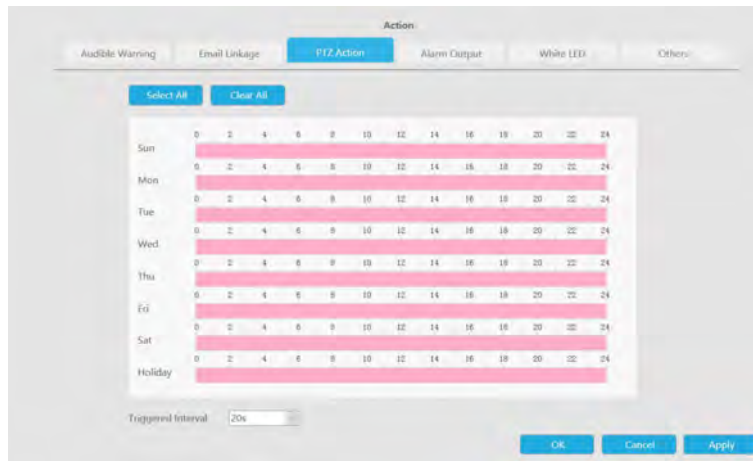 Action
Audible Warning Email Linkage PTZ Action Alarm Output White LED Others
Select All Clear All
0 2 4 6 8 10 12 14 16 18 20 22 24
Sun
0 2 4 6 8 10 12 14 16 18 20 22 24
Mon
0 2 4 6 8 10 12 14 16 18 20 22 24
Tue
0 2 4 6 8 10 12 14 16 18 20 22 24
Wed
0 2 4 6 8 10 12 14 16 18 20 22 24
Thu
0 2 4 6 8 10 12 14 16 18 20 22 24
Fri
0 2 4 6 8 10 12 14 16 18 20 22 24
Sat
0 2 4 6 8 10 12 14 16 18 20 22 24
Holiday
Triggered Interval 20s
OK Cancel Apply